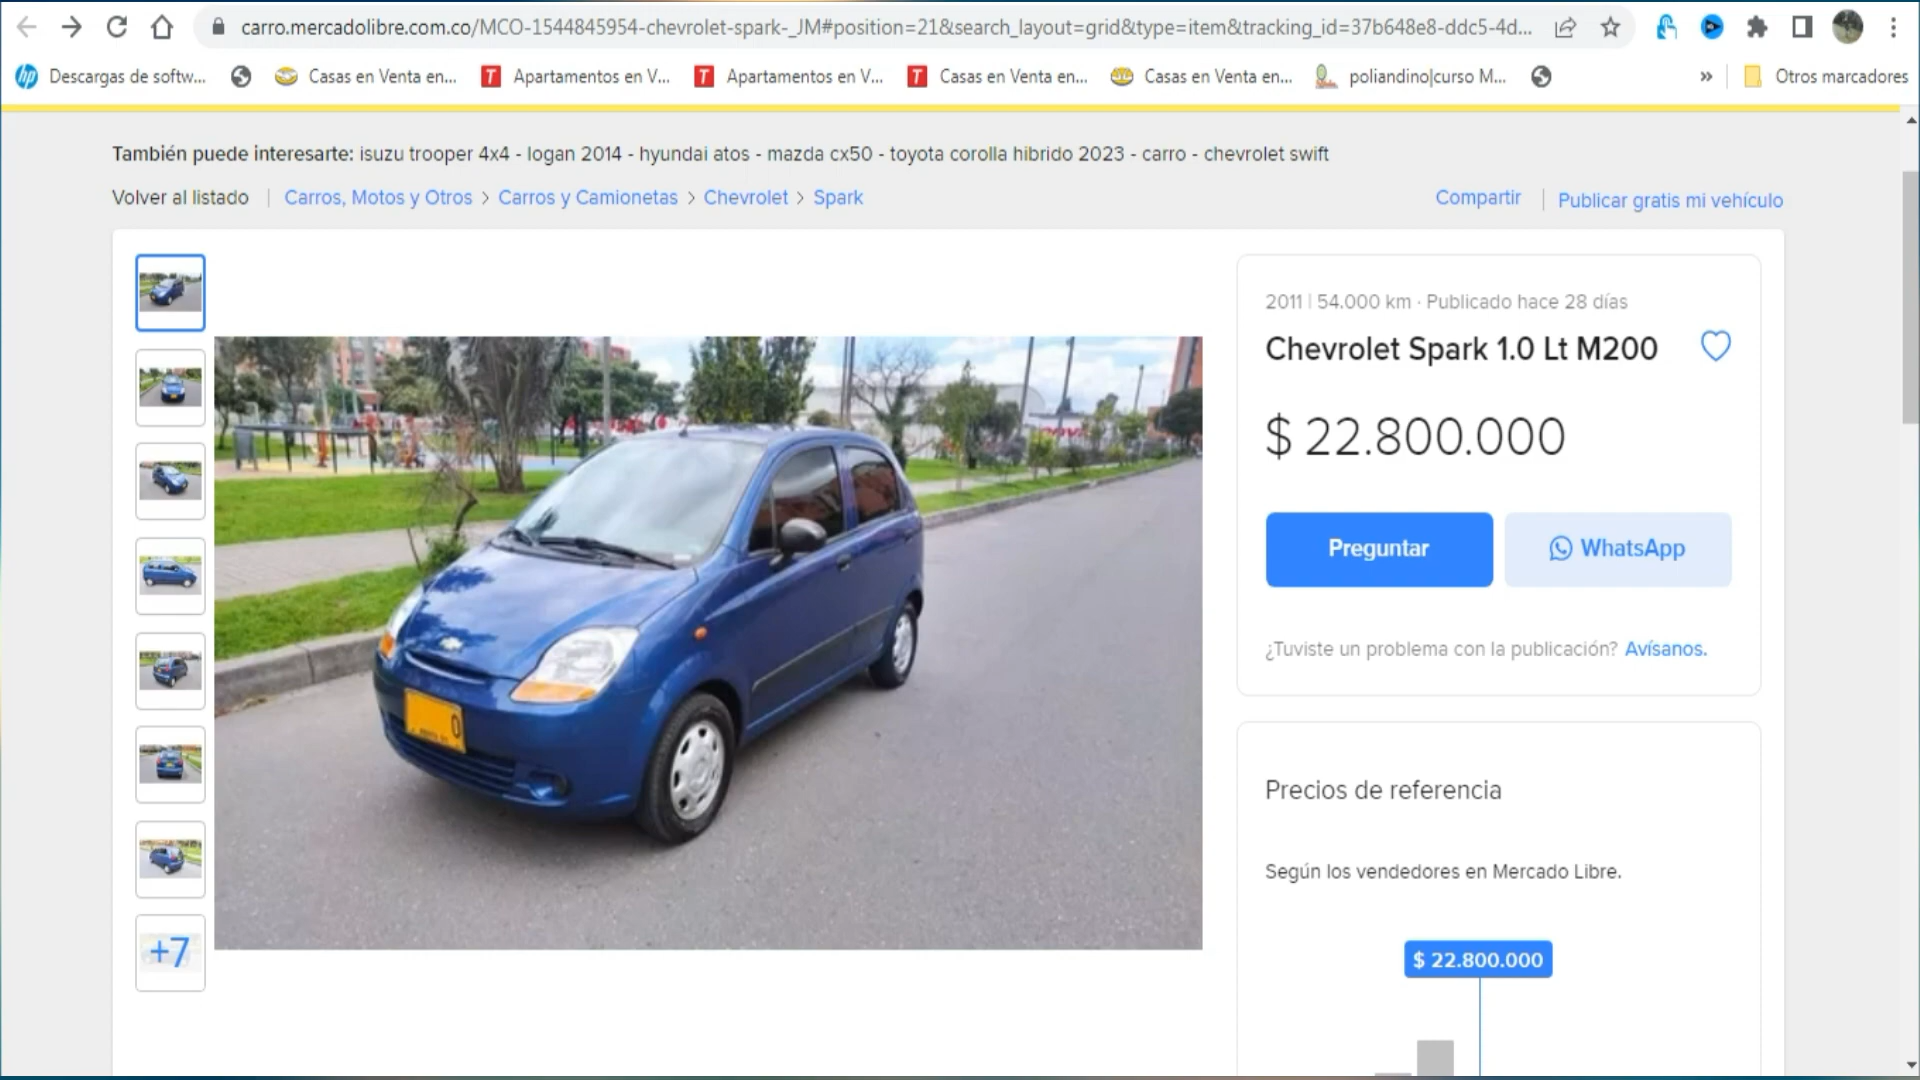 carro.mercadolibre.com.co/MCO-1544845954-chevrolet-spark-_JM#position=21&search_layout=grid&type=item&tracking_id=37b648e8-ddc5-4d...
Descargas de softw... Casas en Venta en... Apartamentos en V... Apartamentos en V... Casas en Venta en... Casas en Venta en... poliandino|curso M... » Otros marcadores
También puede interesarte: isuzu trooper 4x4 - logan 2014 - hyundai atos - mazda cx50 - toyota corolla hibrido 2023 - carro - chevrolet swift
Volver al listado | Carros, Motos y Otros > Carros y Camionetas > Chevrolet > Spark Compartir | Publicar gratis mi vehículo
2011 | 54.000 km · Publicado hace 28 días
Chevrolet Spark 1.0 Lt M200
$ 22.800.000
Preguntar WhatsApp
¿Tuviste un problema con la publicación? Avísanos.
Precios de referencia
Según los vendedores en Mercado Libre.
+7
$ 22.800.000